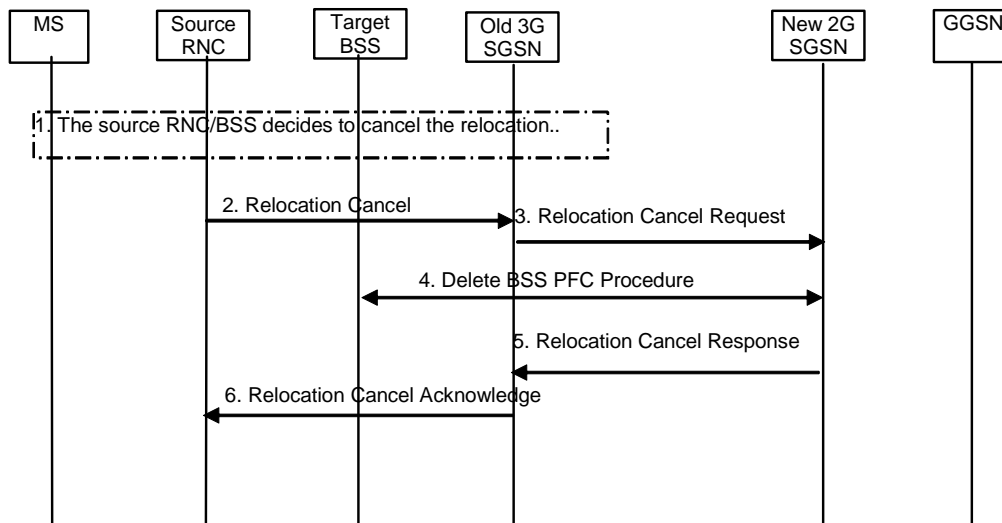 MS
Source
RNC
Target
BSS
Old 3G
SGSN
New 2G
SGSN
GGSN
1. The source RNC/BSS decides to cancel the relocation..
2. Relocation Cancel
3. Relocation Cancel Request
4. Delete BSS PFC Procedure
5. Relocation Cancel Response
6. Relocation Cancel Acknowledge